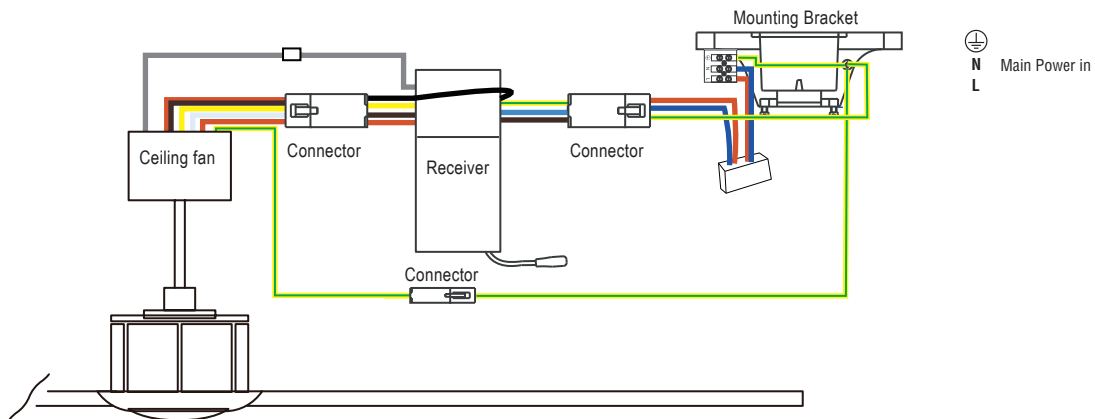 Mounting Bracket
N Main Power in
L
Connector
Connector
Ceiling fan
Receiver
Connector